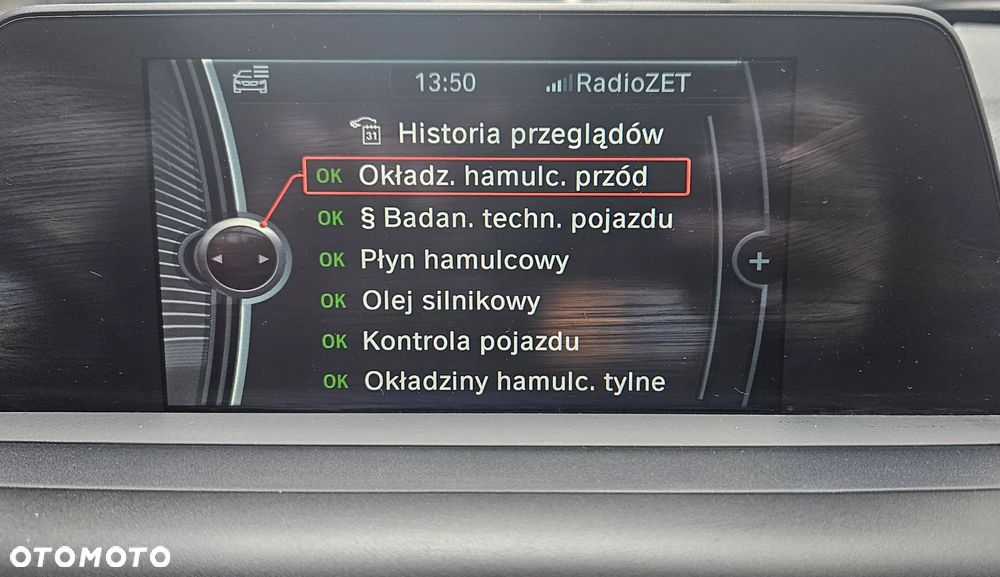 13:50 RadioZET
31 Historia przeglądów
OK Okładz. hamulc. przód
OK § Badan. techn. pojazdu
OK Płyn hamulcowy
OK Olej silnikowy
OK Kontrola pojazdu
OK Okładziny hamulc. tylne
+
OTOMOTO